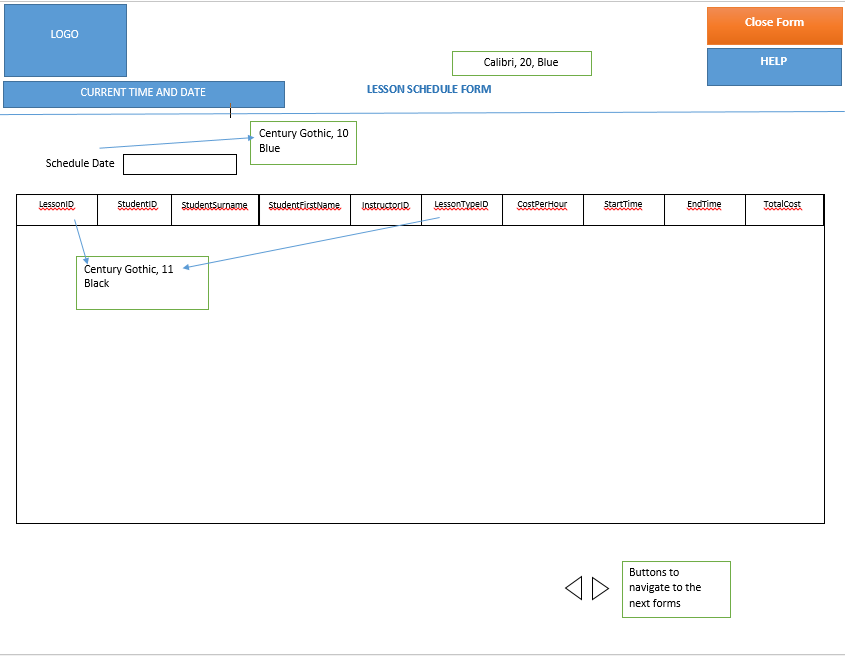 LOGO
Close Form
Calibri, 20, Blue
HELP
CURRENT TIME AND DATE
LESSON SCHEDULE FORM
Century Gothic, 10
Blue
Schedule Date
LessonID StudentID StudentSurname StudentFirstName InstructorID LessonTypeID CostPerHour StartTime EndTime TotalCost
Century Gothic, 11
Black
Buttons to
navigate to the
next forms